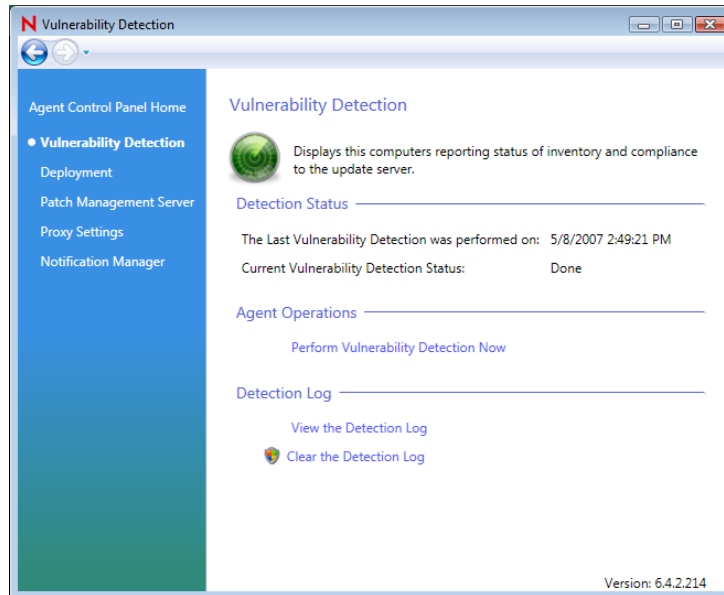 N Vulnerability Detection
Agent Control Panel Home
Vulnerability Detection
Deployment
Patch Management Server
Proxy Settings
Notification Manager
Vulnerability Detection
Displays this computers reporting status of inventory and compliance
to the update server.
Detection Status
The Last Vulnerability Detection was performed on: 5/8/2007 2:49:21 PM
Current Vulnerability Detection Status: Done
Agent Operations
Perform Vulnerability Detection Now
Detection Log
View the Detection Log
Clear the Detection Log
Version: 6.4.2.214